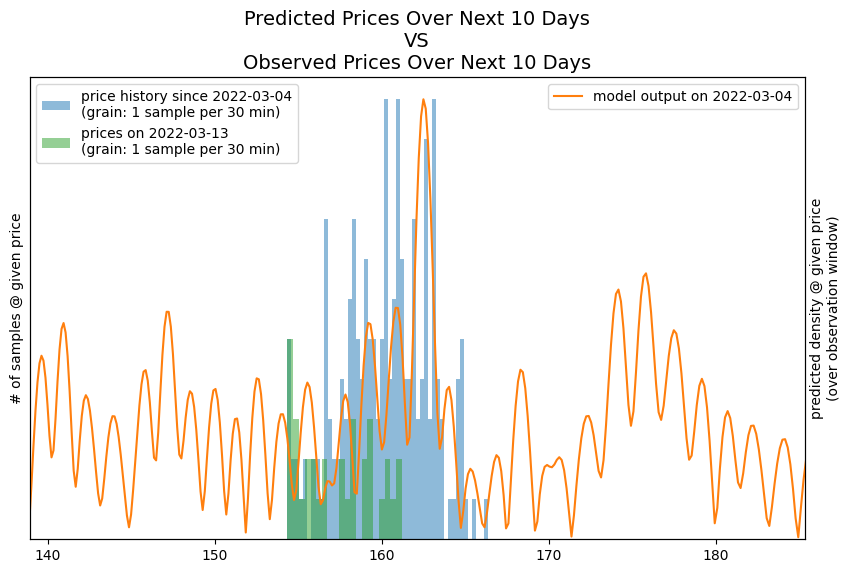 Predicted Prices Over Next 10 Days
VS
Observed Prices Over Next 10 Days
price history since 2022-03-04
(grain: 1 sample per 30 min)
prices on 2022-03-13
(grain: 1 sample per 30 min)
model output on 2022-03-04
# of samples @ given price
predicted density @ given price
(over observation window)
140
150
160
170
180